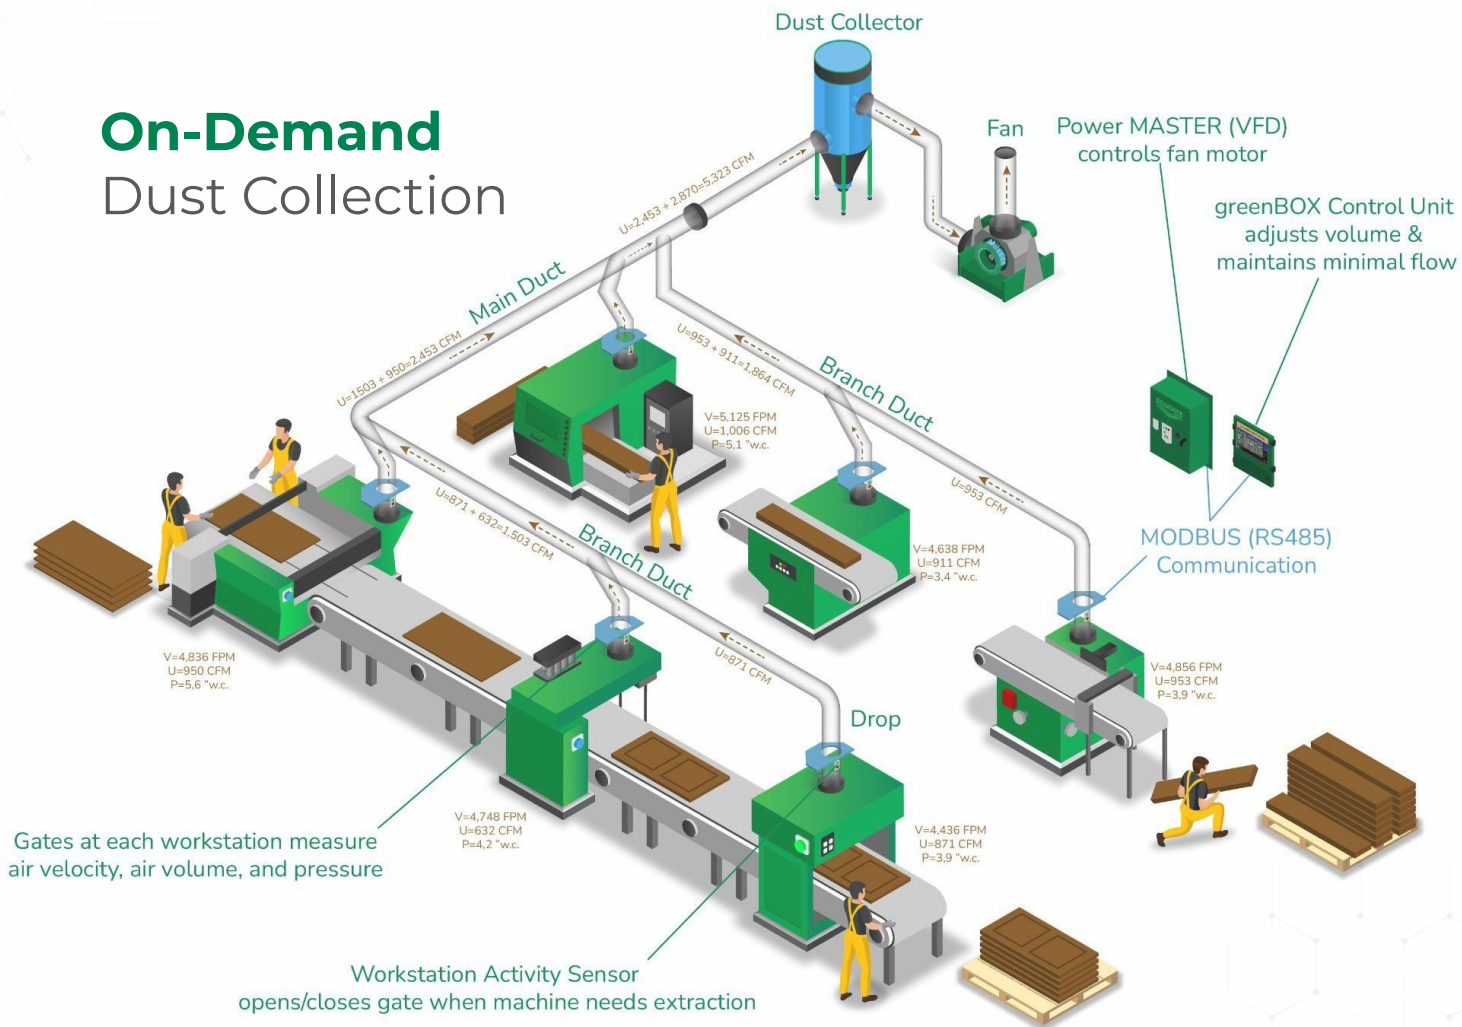 Dust Collector
On-Demand
Dust Collection
Fan
Power MASTER (VFD)
controls fan motor
greenBOX Control Unit
adjusts volume &
maintains minimal flow
U=2,453 + 2,870=5,323 CFM
Main Duct
U=1503 + 950=2,453 CFM
U=953 + 911=1,864 CFM
Branch Duct
V=5,125 FPM
U=1,006 CFM
P=5,1 "w.c.
ECOGATE
U=953 CFM
U=871 + 632=1,503 CFM
Branch Duct
MODBUS (RS485)
Communication
V=4,638 FPM
U=911 CFM
P=3,4 "w.c.
V=4,836 FPM
U=950 CFM
P=5,6 "w.c.
U=871 CFM
V=4,856 FPM
U=953 CFM
P=3,9 "w.c.
Drop
V=4,748 FPM
U=632 CFM
P=4,2 "w.c.
V=4,436 FPM
U=871 CFM
P=3,9 "w.c.
Gates at each workstation measure
air velocity, air volume, and pressure
Workstation Activity Sensor
opens/closes gate when machine needs extraction